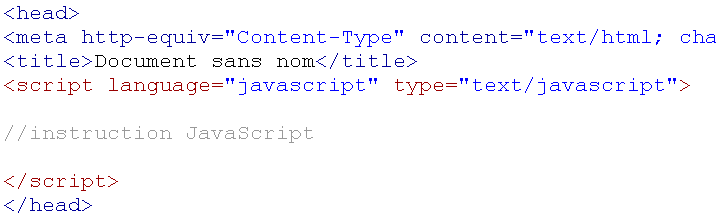 <head>
<meta http-equiv="Content-Type" content="text/html; cha
<title>Document sans nom</title>
<script language="javascript" type="text/javascript">
//instruction JavaScript
</script>
</head>